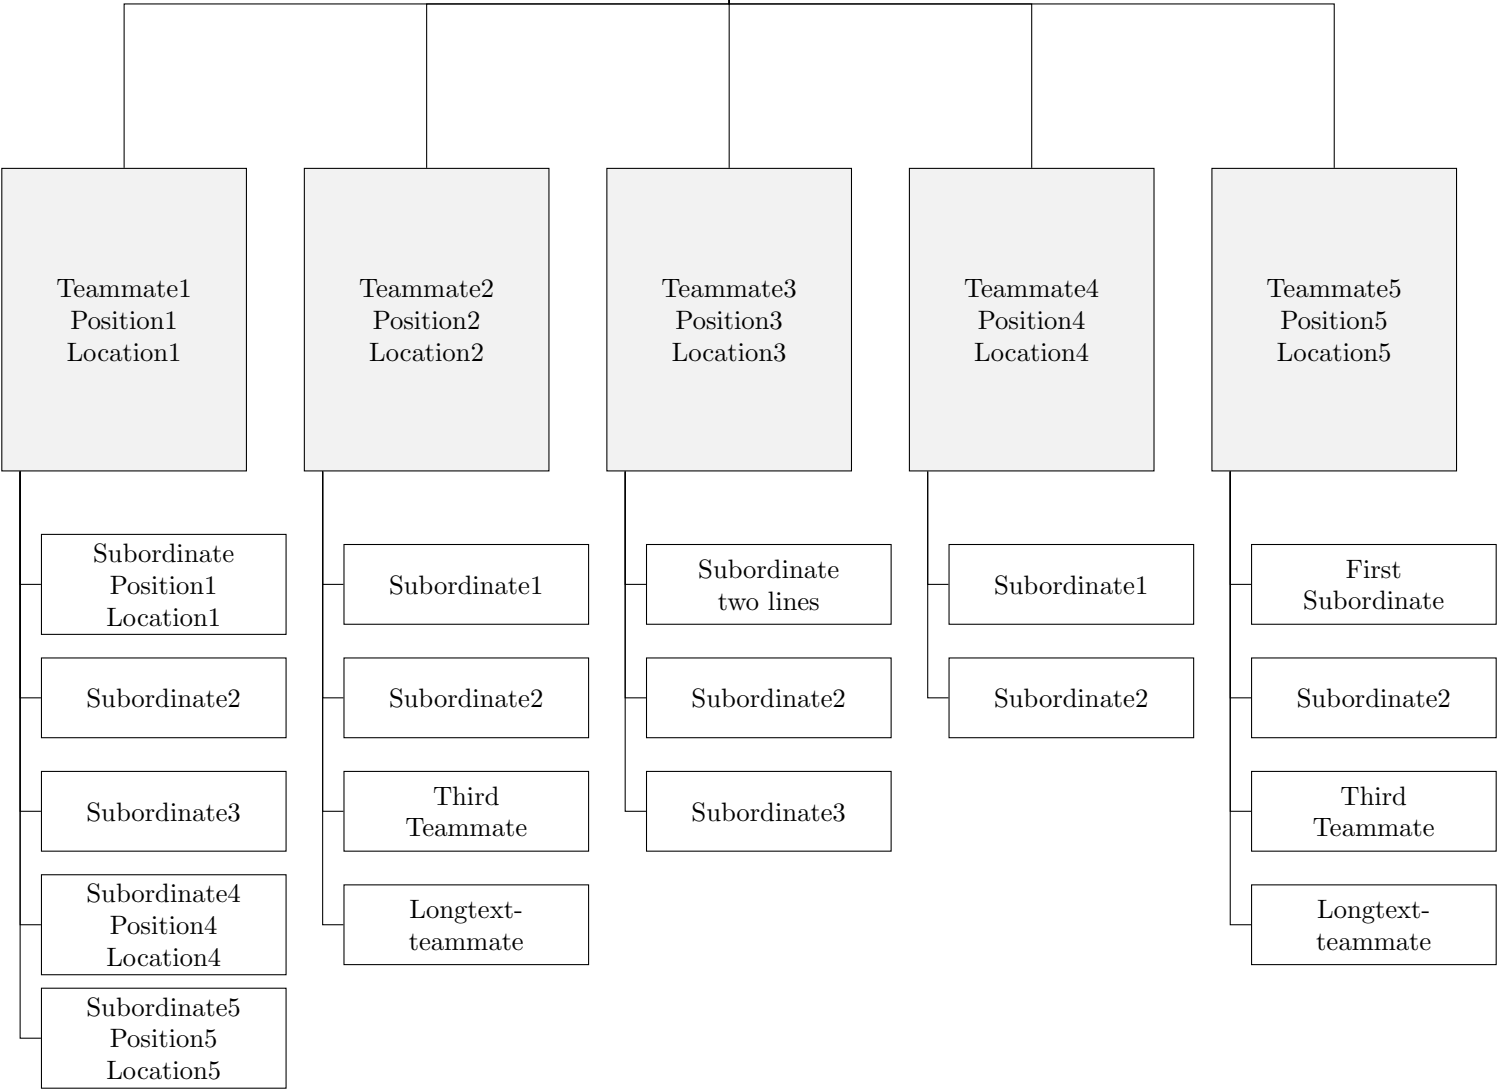 Teammate1
Position1
Location1
Teammate2
Position2
Location2
Teammate3
Position3
Location3
Teammate4
Position4
Location4
Teammate5
Position5
Location5
Subordinate
Position1
Location1
Subordinate2
Subordinate3
Subordinate4
Position4
Location4
Subordinate5
Position5
Location5
Subordinate1
Subordinate2
Third
Teammate
Longtext-
teammate
Subordinate
two lines
Subordinate2
Subordinate3
Subordinate1
Subordinate2
First
Subordinate
Subordinate2
Third
Teammate
Longtext-
teammate